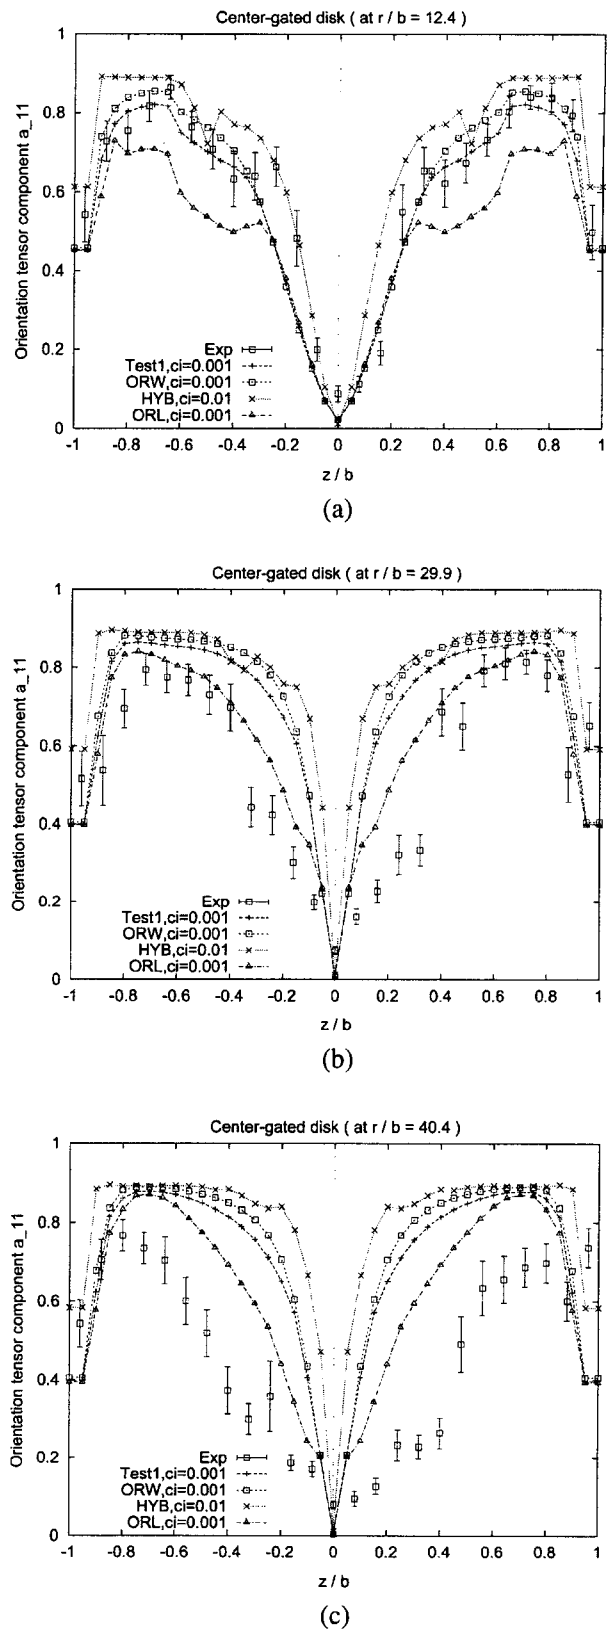 Center-gated disk ( at r / b = 12.4 )
Orientation tensor component a_11
1
0.8
0.6
0.4
0.2
0
Exp
Test1,ci=0.001
ORW,ci=0.001
HYB,ci=0.01
ORL,ci=0.001
-1 -0.8 -0.6 -0.4 -0.2 0 0.2 0.4 0.6 0.8 1
z / b
(a)
Center-gated disk ( at r / b = 29.9 )
Orientation tensor component a_11
1
0.8
0.6
0.4
0.2
0
Exp
Test1,ci=0.001
ORW,ci=0.001
HYB,ci=0.01
ORL,ci=0.001
-1 -0.8 -0.6 -0.4 -0.2 0 0.2 0.4 0.6 0.8 1
z / b
(b)
Center-gated disk ( at r / b = 40.4 )
Orientation tensor component a_11
1
0.8
0.6
0.4
0.2
0
Exp
Test1,ci=0.001
ORW,ci=0.001
HYB,ci=0.01
ORL,ci=0.001
-1 -0.8 -0.6 -0.4 -0.2 0 0.2 0.4 0.6 0.8 1
z / b
(c)